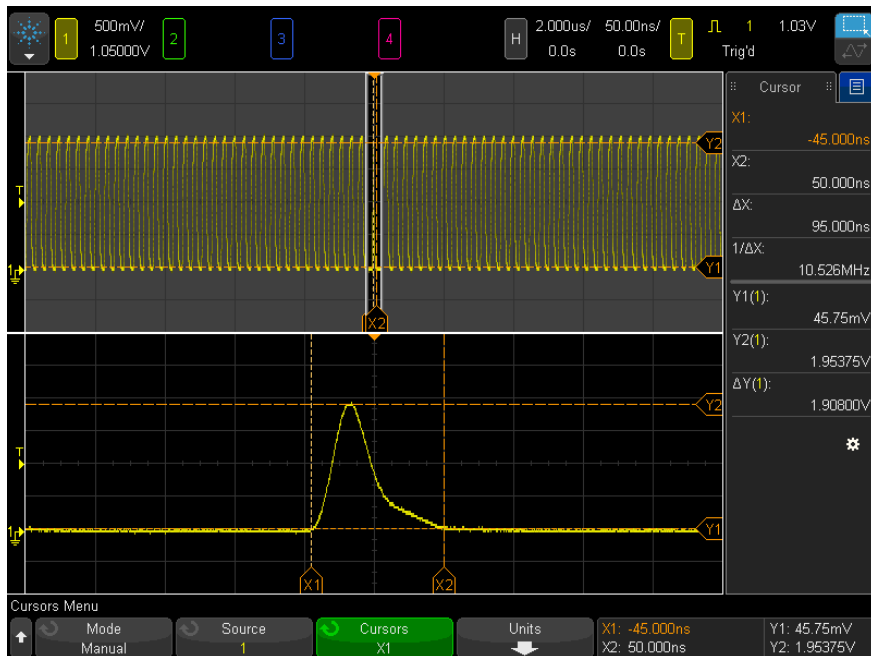 500mV/ 2.000us/ 50.00ns/ 1 1.03V
1 2 3 4 H T
1.05000V 0.0s 0.0s Trig'd
Cursor
X1:
-45.000ns
X2:
50.000ns
ΔX:
95.000ns
1/ΔX:
10.526MHz
Y1(1):
45.75mV
Y2(1):
1.95375V
ΔY(1):
1.90800V
Y2
T
1 Y1
X2
Y2
T
1 Y1
X1 X2
Cursors Menu
Mode Source Cursors Units X1: -45.000ns Y1: 45.75mV
Manual 1 X1 X2: 50.000ns Y2: 1.95375V